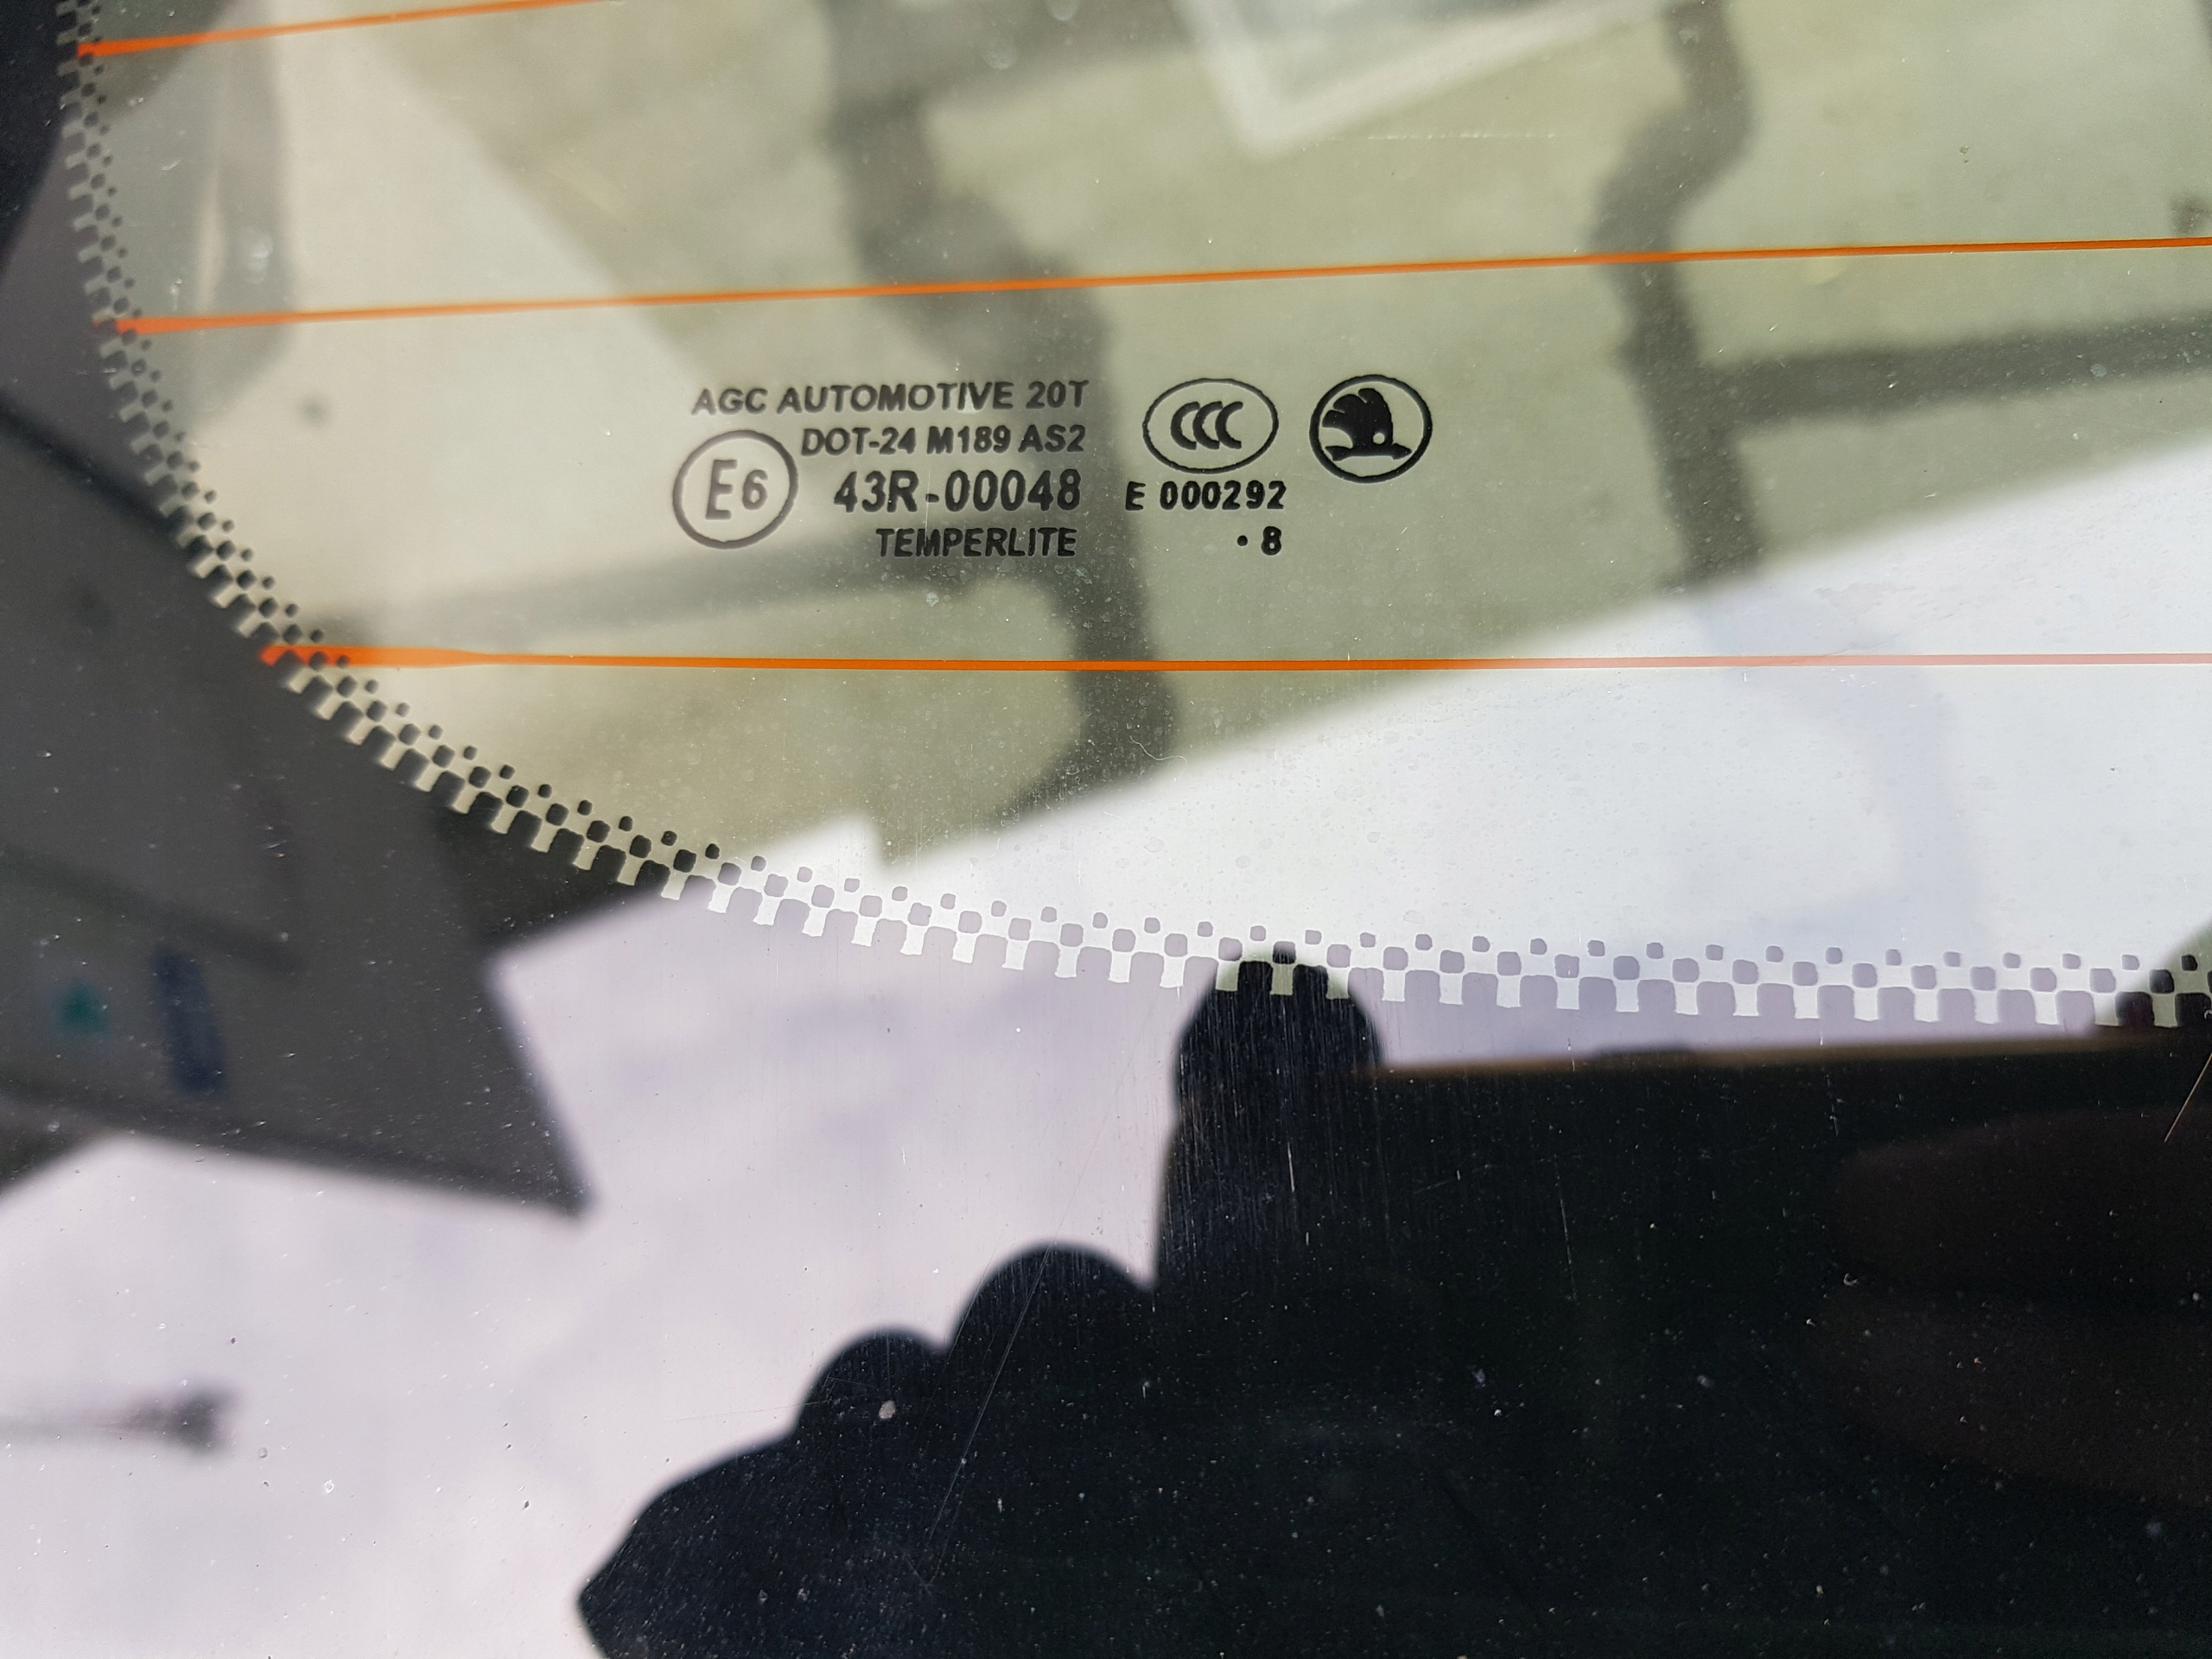 AGC AUTOMOTIVE 20T
DOT-24 M189 AS2
E6 43R-00048
TEMPERLITE
CCC
E 000292
· 8